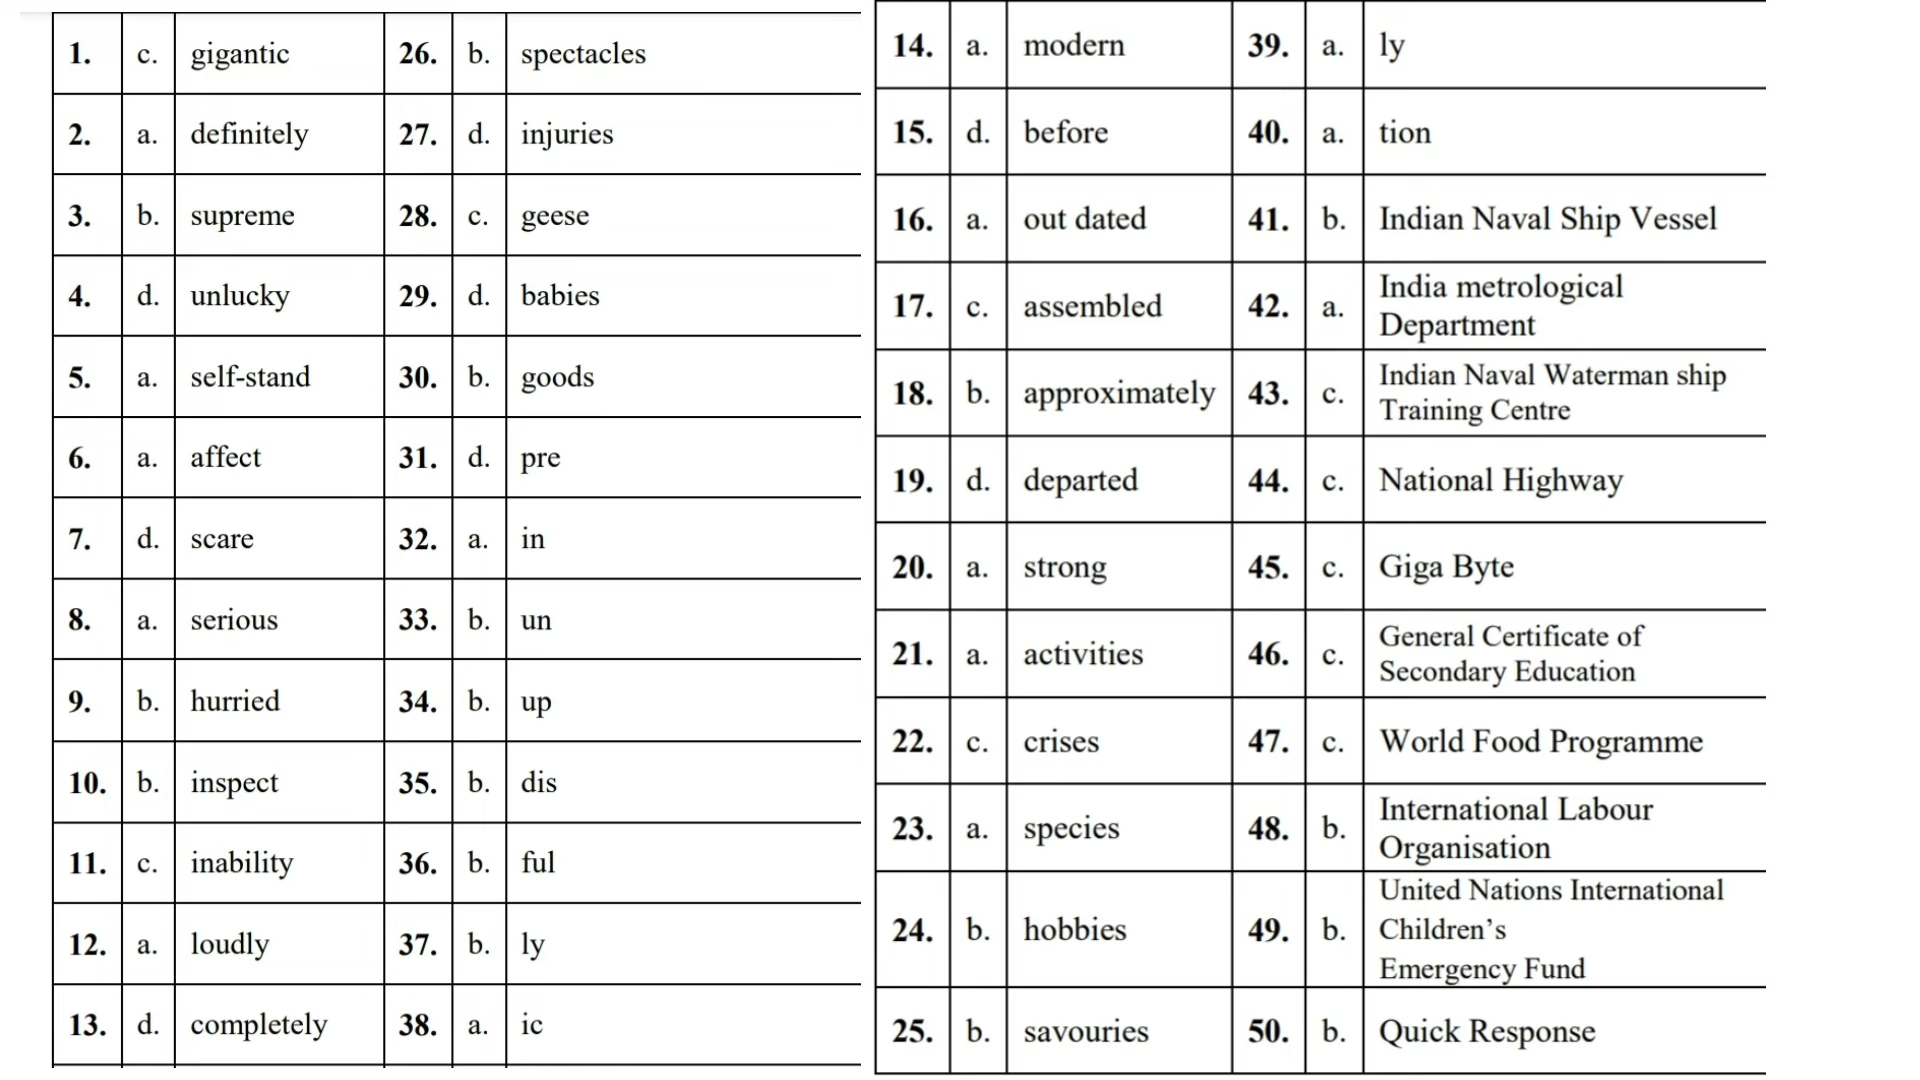 1. c. gigantic 26. b. spectacles
2. a. definitely 27. d. injuries
3. b. supreme 28. c. geese
4. d. unlucky 29. d. babies
5. a. self-stand 30. b. goods
6. a. affect 31. d. pre
7. d. scare 32. a. in
8. a. serious 33. b. un
9. b. hurried 34. b. up
10. b. inspect 35. b. dis
11. c. inability 36. b. ful
12. a. loudly 37. b. ly
13. d. completely 38. a. ic
14. a. modern 39. a. ly
15. d. before 40. a. tion
16. a. out dated 41. b. Indian Naval Ship Vessel
17. c. assembled 42. a. India metrological
Department
18. b. approximately 43. c. Indian Naval Waterman ship
Training Centre
19. d. departed 44. c. National Highway
20. a. strong 45. c. Giga Byte
21. a. activities 46. c. General Certificate of
Secondary Education
22. c. crises 47. c. World Food Programme
23. a. species 48. b. International Labour
Organisation
24. b. hobbies 49. b. United Nations International
Children’s
Emergency Fund
25. b. savouries 50. b. Quick Response